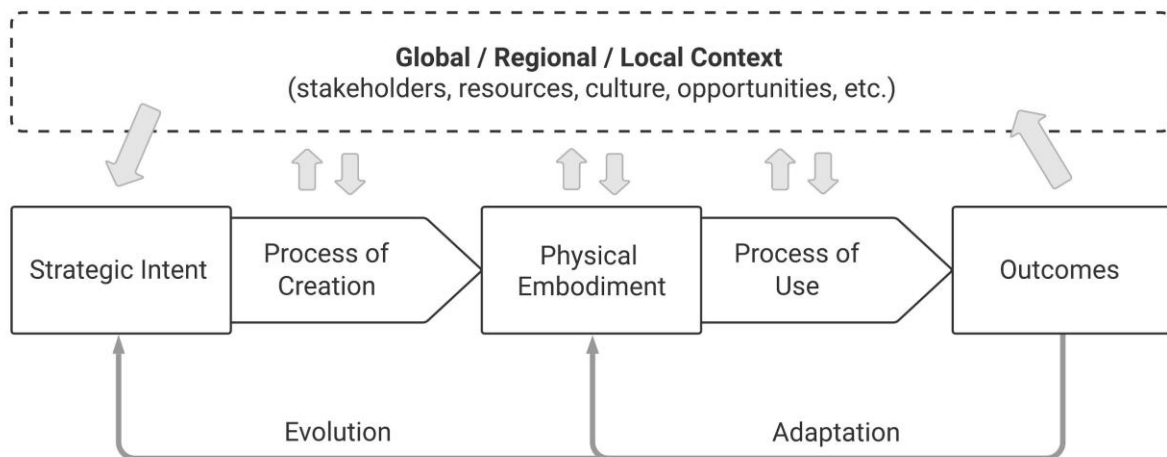 Global / Regional / Local Context
(stakeholders, resources, culture, opportunities, etc.)
Strategic Intent
Process of
Creation
Physical
Embodiment
Process of
Use
Outcomes
Evolution
Adaptation